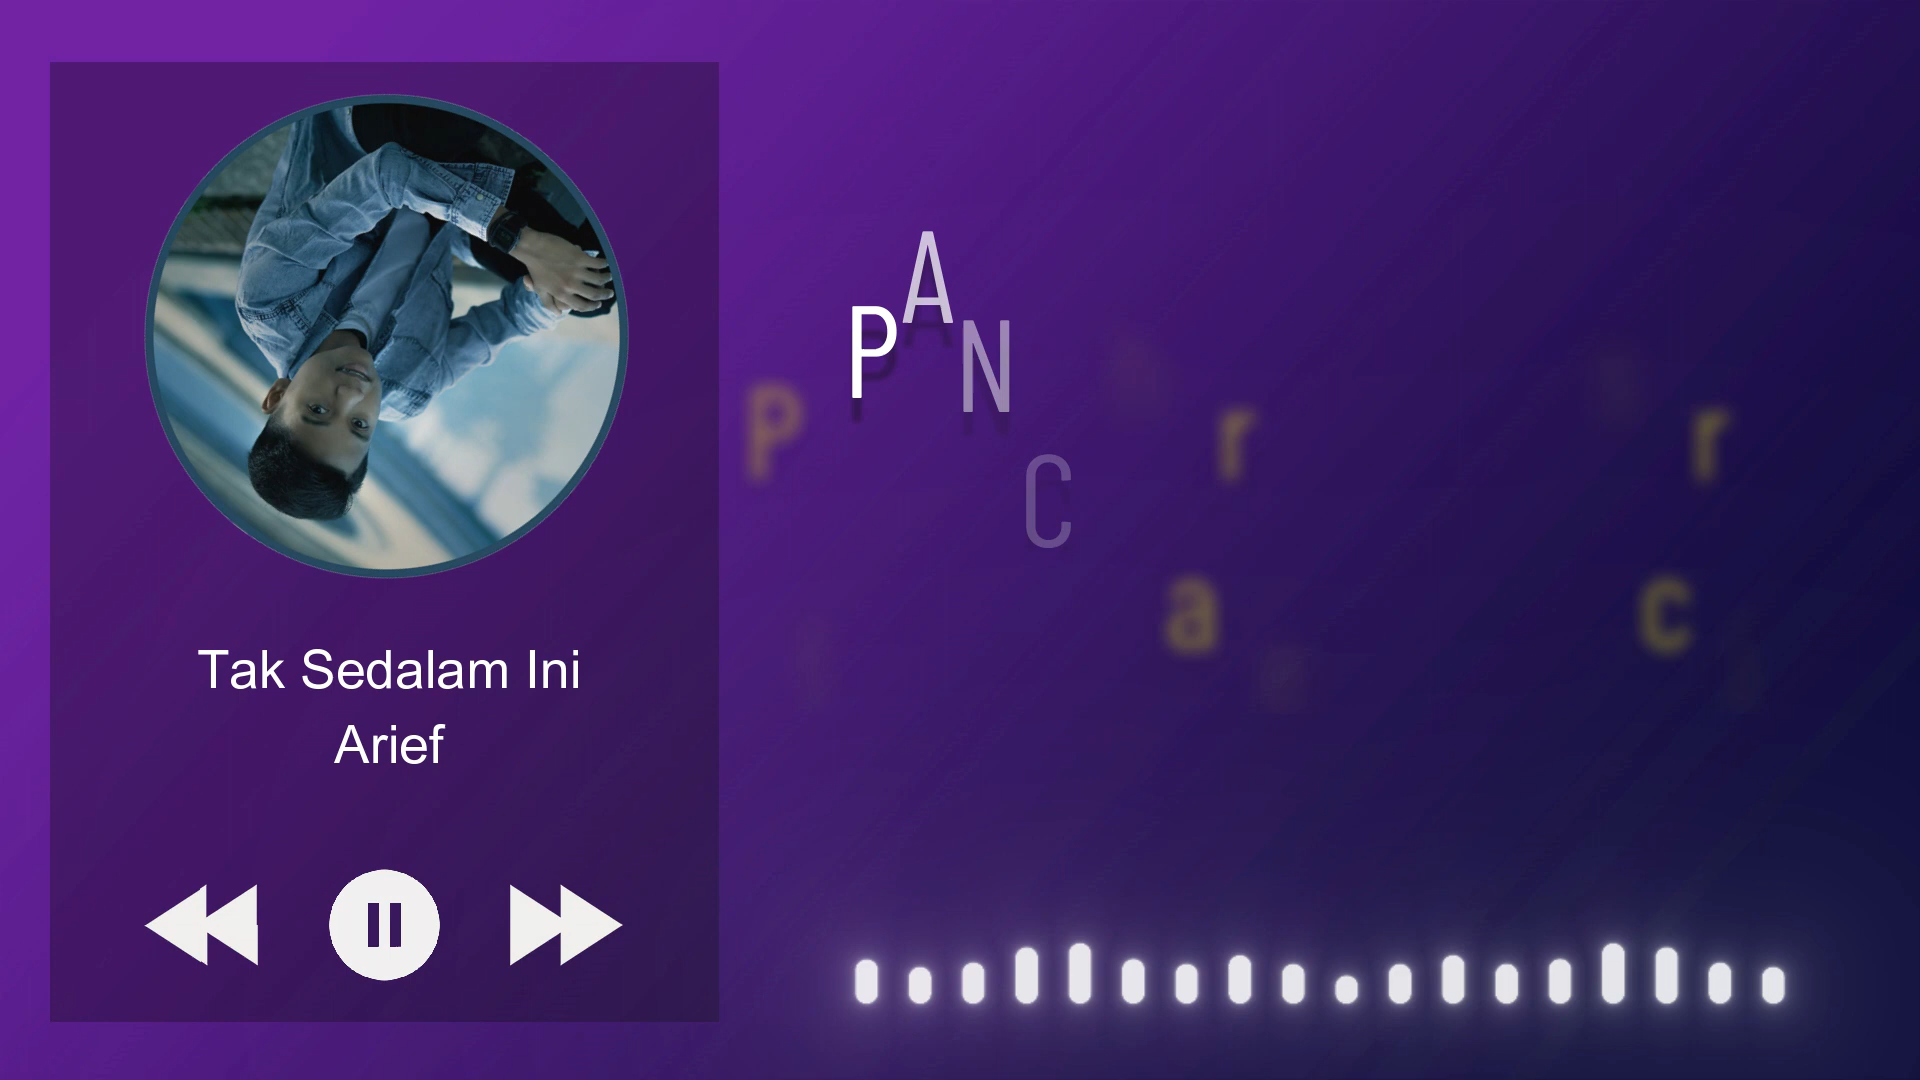 Tak Sedalam Ini
Arief
PANC
P r r
a c